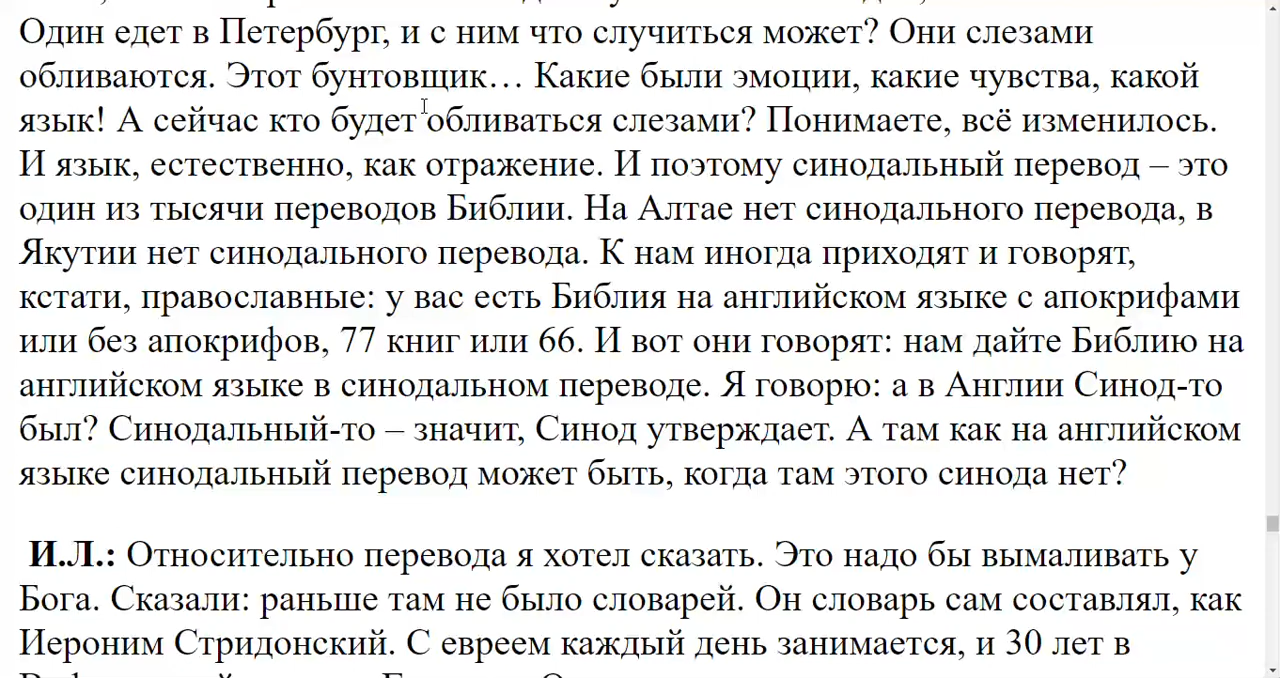 Один едет в Петербург, и с ним что случиться может? Они слезами
обливаются. Этот бунтовщик… Какие были эмоции, какие чувства, какой
язык! А сейчас кто будет обливаться слезами? Понимаете, всё изменилось.
И язык, естественно, как отражение. И поэтому синодальный перевод – это
один из тысячи переводов Библии. На Алтае нет синодального перевода, в
Якутии нет синодального перевода. К нам иногда приходят и говорят,
кстати, православные: у вас есть Библия на английском языке с апокрифами
или без апокрифов, 77 книг или 66. И вот они говорят: нам дайте Библию на
английском языке в синодальном переводе. Я говорю: а в Англии Синод-то
был? Синодальный-то – значит, Синод утверждает. А там как на английском
языке синодальный перевод может быть, когда там этого синода нет?
И.Л.: Относительно перевода я хотел сказать. Это надо бы вымаливать у
Бога. Сказали: раньше там не было словарей. Он словарь сам составлял, как
Иероним Стридонский. С евреем каждый день занимается, и 30 лет в